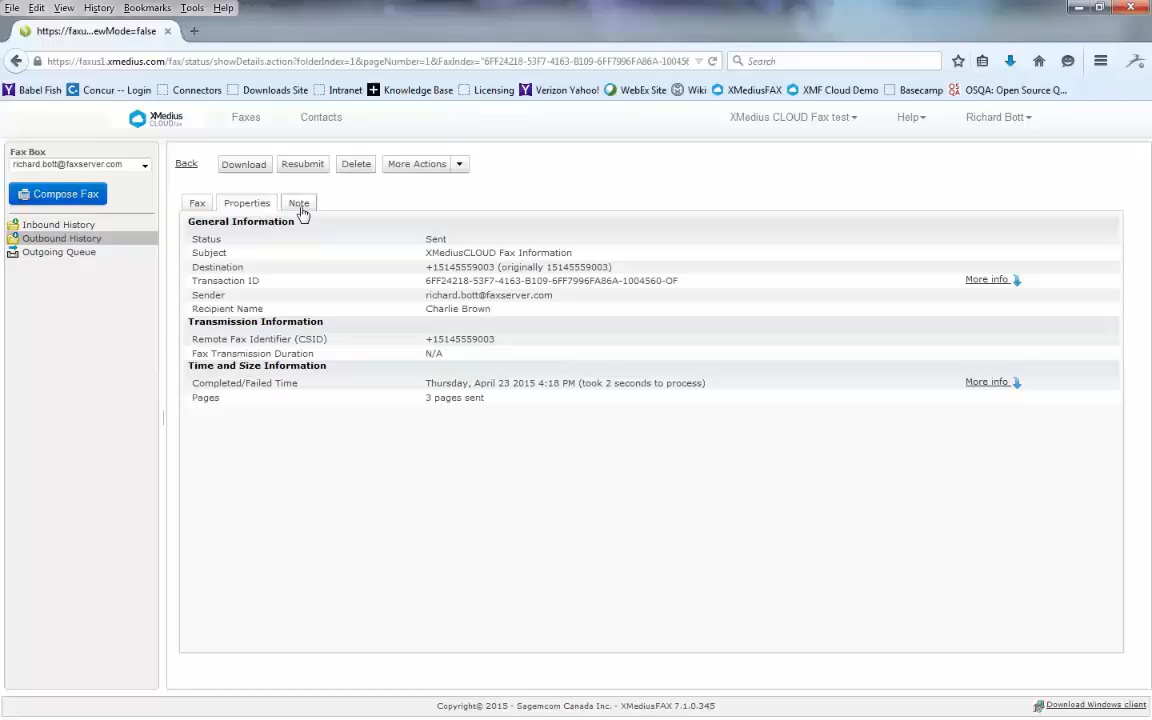 File Edit View History Bookmarks Tools Help
https://faxu...ewMode=false
https://faxus1.xmedius.com/fax/status/showDetails.action?folderIndex=1&pageNumber=1&FaxIndex="6FF24218-53F7-4163-B109-6FF7996FA86A-100456
Search
Babel Fish Concur -- Login Connectors Downloads Site Intranet Knowledge Base Licensing Verizon Yahoo! WebEx Site Wiki XMediusFAX XMF Cloud Demo Basecamp OSQA: Open Source Q...
XMedius CLOUD Faxes Contacts XMedius CLOUD Fax test Help Richard Bott
Fax Box
richard.bott@faxserver.com
Compose Fax
Inbound History
Outbound History
Outgoing Queue
Back Download Resubmit Delete More Actions
Fax Properties Note
General Information
Status Sent
Subject XMediusCLOUD Fax Information
Destination +15145559003 (originally 15145559003)
Transaction ID 6FF24218-53F7-4163-B109-6FF7996FA86A-1004560-OF More info
Sender richard.bott@faxserver.com
Recipient Name Charlie Brown
Transmission Information
Remote Fax Identifier (CSID) +15145559003
Fax Transmission Duration N/A
Time and Size Information
Completed/Failed Time Thursday, April 23 2015 4:18 PM (took 2 seconds to process) More info
Pages 3 pages sent
Copyright© 2015 - Sagemcom Canada Inc. - XMediusFAX 7.1.0.345
Download Windows client